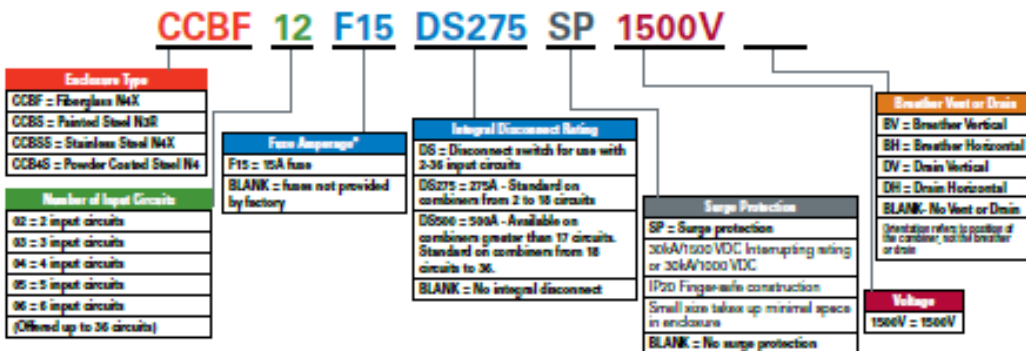 CCBF 12 F15 DS275 SP 1500V
Enclosure Type
CCBF = Fiberglass N4X
CCBS = Painted Steel N3R
CCBSS = Stainless Steel N4X
CCB4S = Powder Coated Steel N4
Number of Input Circuits
02 = 2 input circuits
03 = 3 input circuits
04 = 4 input circuits
05 = 5 input circuits
06 = 6 input circuits
(Offered up to 36 circuits)
Fuse Amperage*
F15 = 15A fuse
BLANK = fuses not provided
by factory
Integral Disconnect Rating
DS = Disconnect switch for use with
2-36 input circuits
DS275 = 275A - Standard on
combiners from 2 to 18 circuits
DS500 = 500A - Available on
combiners greater than 17 circuits.
Standard on combiners from 18
circuits to 36.
BLANK = No integral disconnect
Surge Protection
SP = Surge protection
30kA/1500 VDC Interrupting rating
or 30kA/1000 VDC
IP20 Finger-safe construction
Small size takes up minimal space
in enclosure
BLANK = No surge protection
Voltage
1500V = 1500V
Breather Vent or Drain
BV = Breather Vertical
BH = Breather Horizontal
DV = Drain Vertical
DH = Drain Horizontal
BLANK- No Vent or Drain
Orientation refers to position of
the combiner, not the breather
or drain